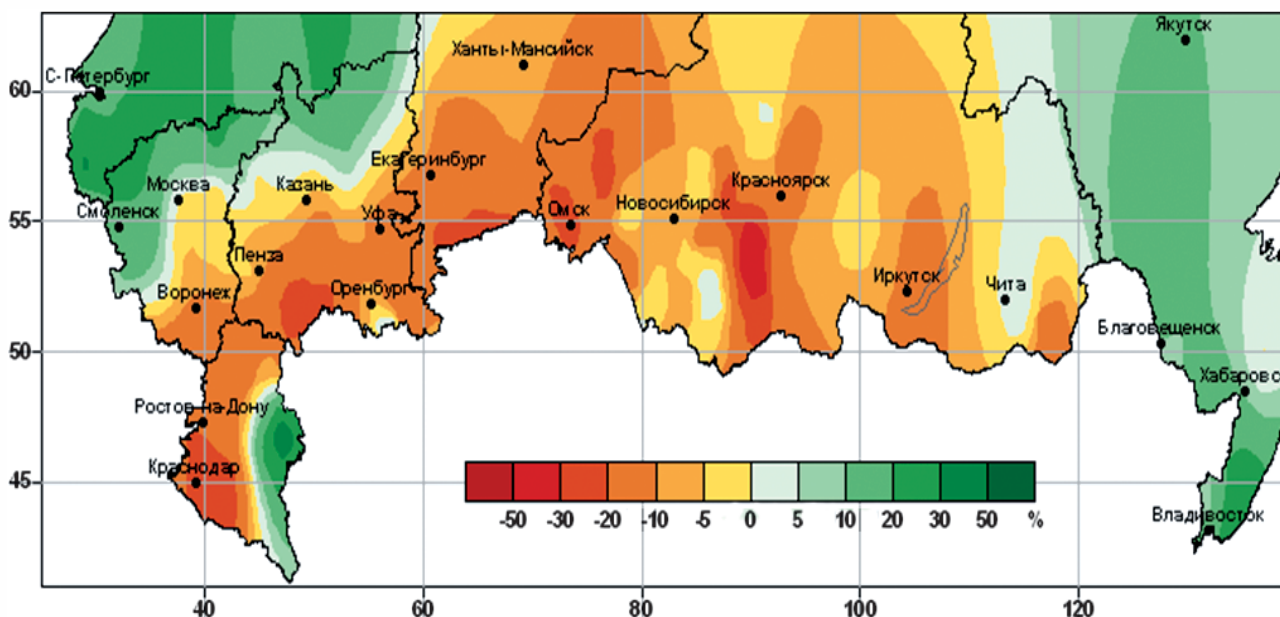 Якутск
Ханты-Мансийск
С-Петербург
60
Екатеринбург
Москва
Казань
Красноярск
Смоленск
Уфа
Омск
Новосибирск
55
Пенза
Иркутск
Чита
Воронеж
Оренбург
Благовещенск
50
Хабаровс
Ростов-на-Дону
Краснодар
45
-50 -30 -20 -10 -5 0 5 10 20 30 50 %
Владивосток
40 60 80 100 120